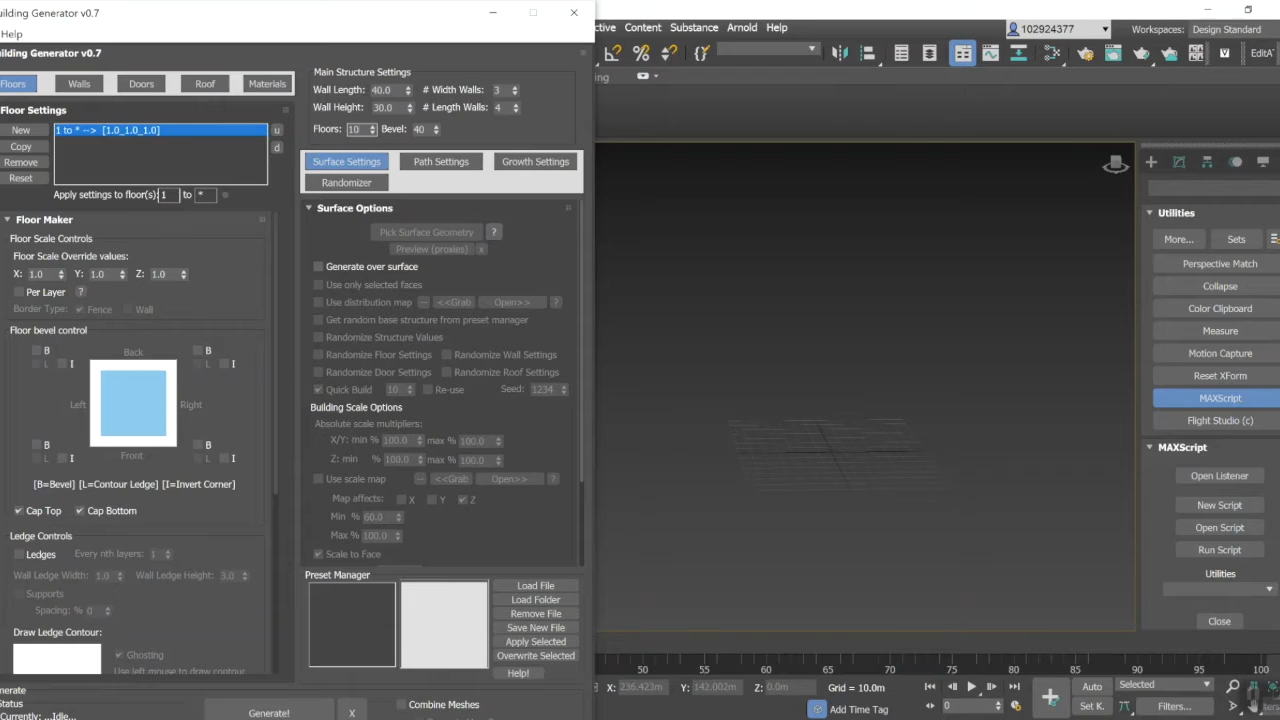 uilding Generator v0.7
Help
uilding Generator v0.7
Floors Walls Doors Roof Materials
Floor Settings
New
Copy
Remove
Reset
1 to * --> [1.0_1.0_1.0]
u
d
Apply settings to floor(s): 1 to *
Floor Maker
Floor Scale Controls
Floor Scale Override values:
X: 1.0 Y: 1.0 Z: 1.0
Per Layer ?
Border Type: Fence Wall
Floor bevel control
B Back B
L I L I
Left Right
B B
L I Front L I
[B=Bevel] [L=Contour Ledge] [I=Invert Corner]
Cap Top Cap Bottom
Ledge Controls
Ledges Every nth layers: 1
Wall Ledge Width: 1.0 Wall Ledge Height: 3.0
Supports
Spacing: % 0
Draw Ledge Contour:
Ghosting
Use left mouse to draw contour
nerate
Status
Currently: ...Idle...
Generate! X
Combine Meshes
Main Structure Settings
Wall Length: 40.0 # Width Walls: 3
Wall Height: 30.0 # Length Walls: 4
Floors: 10 Bevel: 40
Surface Settings Path Settings Growth Settings
Randomizer
Surface Options
Pick Surface Geometry ?
Preview (proxies) x
Generate over surface
Use only selected faces
Use distribution map -- <<Grab Open>> ?
Get random base structure from preset manager
Randomize Structure Values
Randomize Floor Settings Randomize Wall Settings
Randomize Door Settings Randomize Roof Settings
Quick Build 10 Re-use Seed: 1234
Building Scale Options
Absolute scale multipliers:
X/Y: min % 100.0 max % 100.0
Z: min % 100.0 max % 100.0
Use scale map -- <<Grab Open>> ?
Map affects: X Y Z
Min % 60.0
Max % 100.0
Scale to Face
Preset Manager
Load File
Load Folder
Remove File
Save New File
Apply Selected
Overwrite Selected
Help!
ctive Content Substance Arnold Help
102924377 Workspaces: Design Standard
EditA
ing
Utilities
More... Sets
Perspective Match
Collapse
Color Clipboard
Measure
Motion Capture
Reset XForm
MAXScript
Flight Studio (c)
MAXScript
Open Listener
New Script
Open Script
Run Script
Utilities
Close
50 55 60 65 70 75 80 85 90 95 100
X: 236.423m Y: 142.002m Z: 0.0m Grid = 10.0m
Add Time Tag
0
Auto Selected
Set K. Filters...